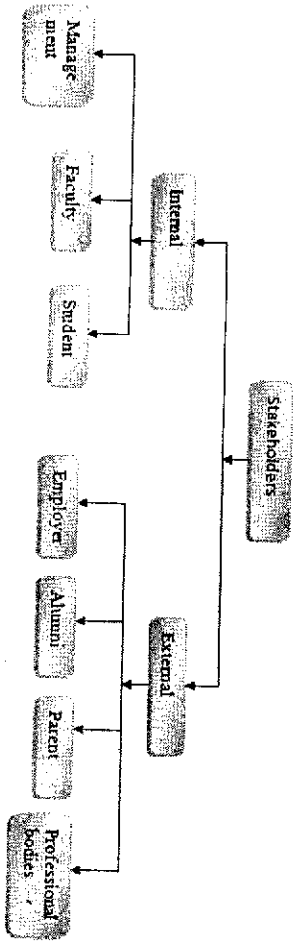 Stakeholders
Internal
External
Manage
ment
Faculty
Student
Employer
Alumni
Parent
Professional
bodies